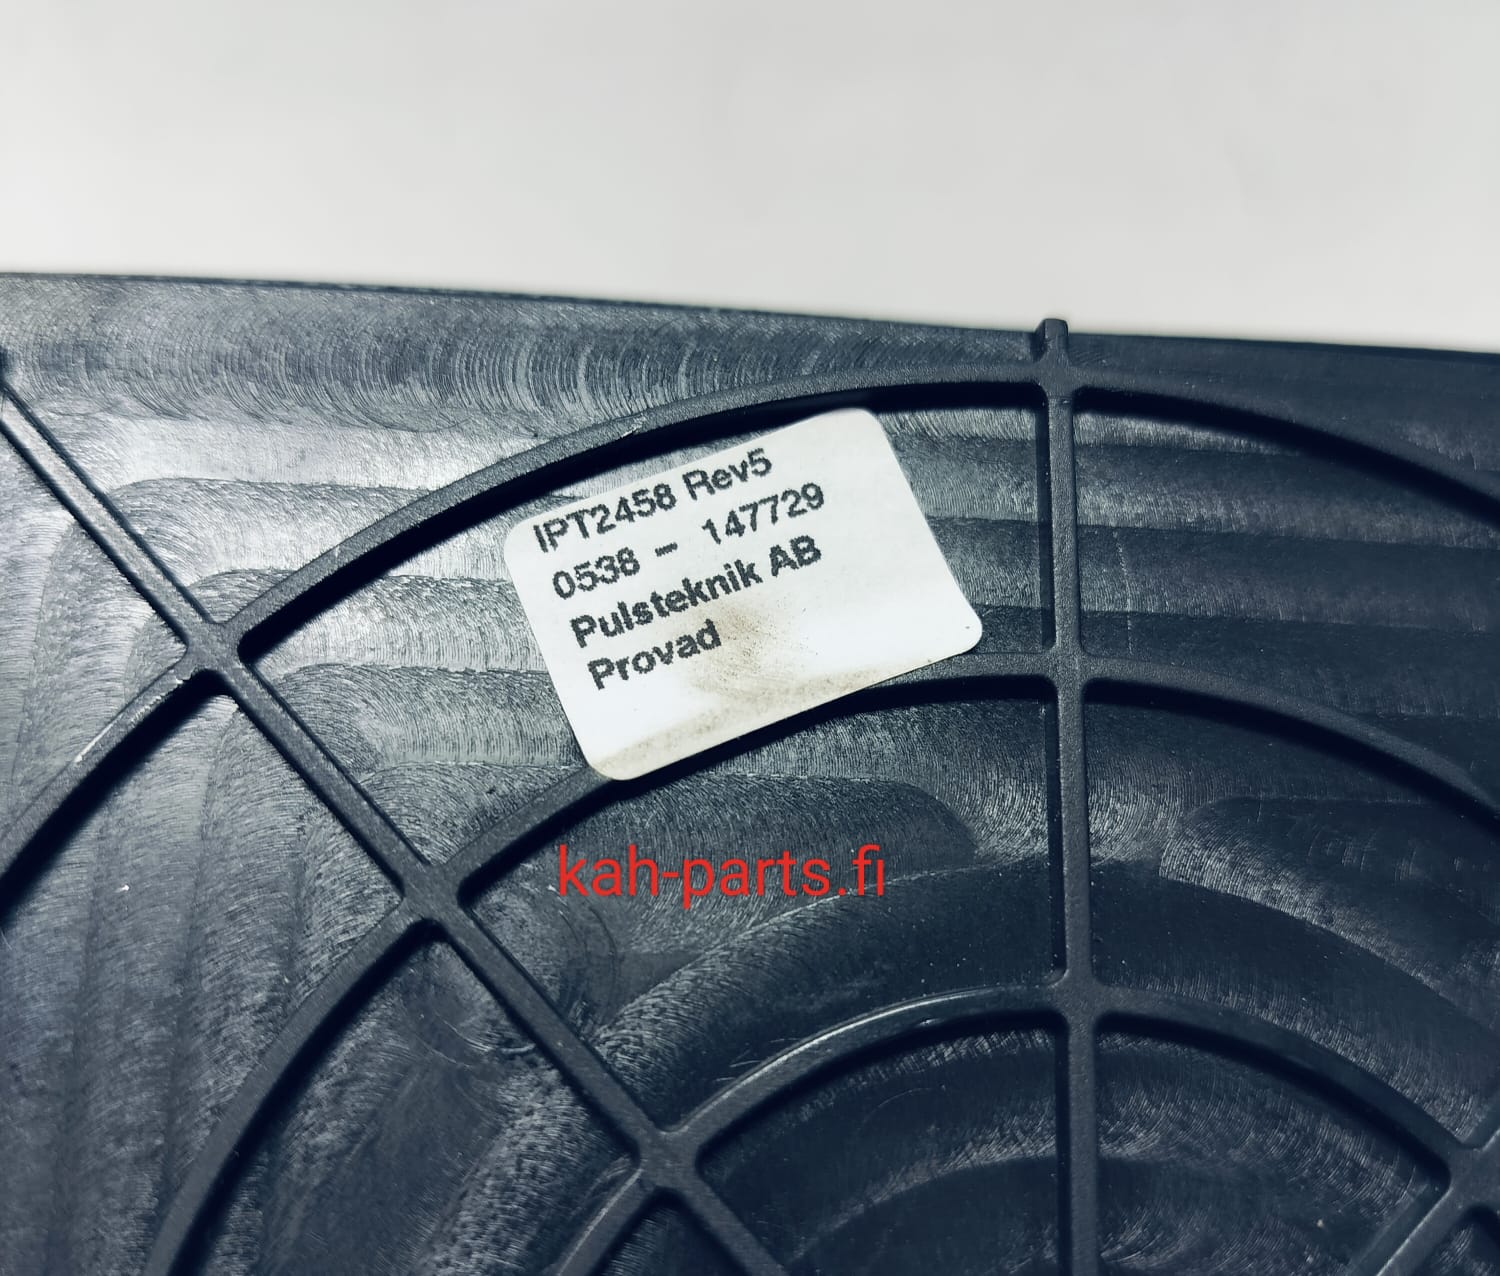 IPT2458 Rev5
0538 - 147729
Pulsteknik AB
Provad
kah-parts.fi